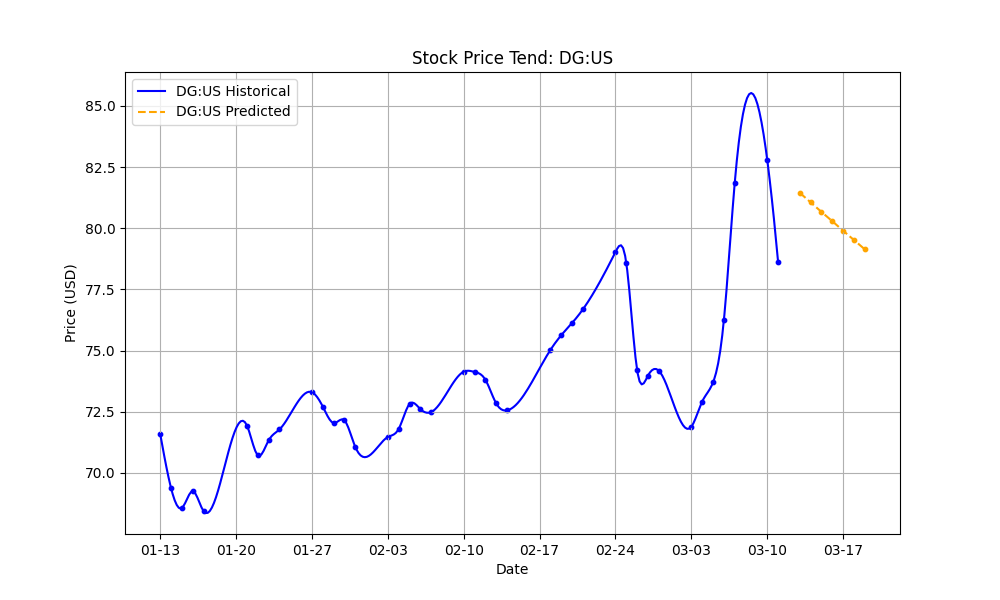 Stock Price Tend: DG:US
DG:US Historical
DG:US Predicted
Price (USD)
85.0
82.5
80.0
77.5
75.0
72.5
70.0
01-13 01-20 01-27 02-03 02-10 02-17 02-24 03-03 03-10 03-17
Date